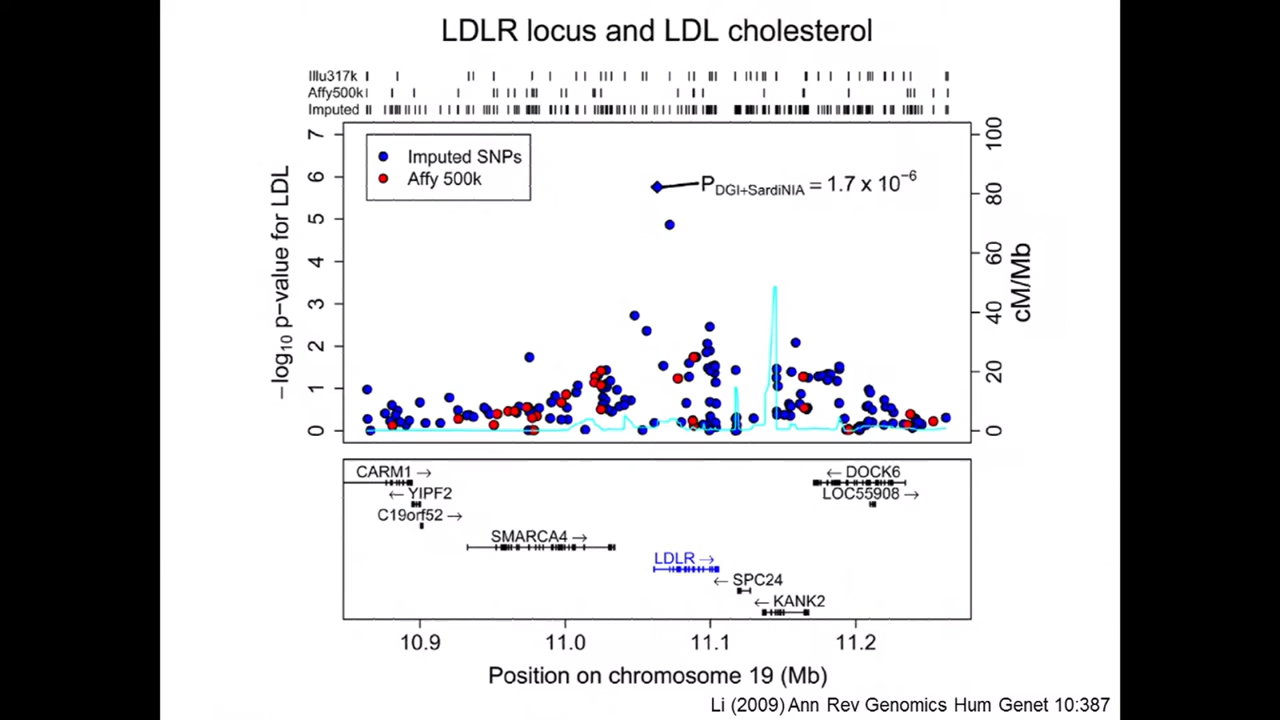 LDLR locus and LDL cholesterol
Illu317k
Affy500k
Imputed
7
6
5
4
3
2
1
0
−log10 p−value for LDL
Imputed SNPs
Affy 500k
PDGI+SardiNIA = 1.7 x 10−6
100
80
60
40
20
0
cM/Mb
CARM1 →
← YIPF2
C19orf52 →
SMARCA4 →
LDLR →
← SPC24
← KANK2
← DOCK6
LOC55908 →
10.9 11.0 11.1 11.2
Position on chromosome 19 (Mb)
Li (2009) Ann Rev Genomics Hum Genet 10:387